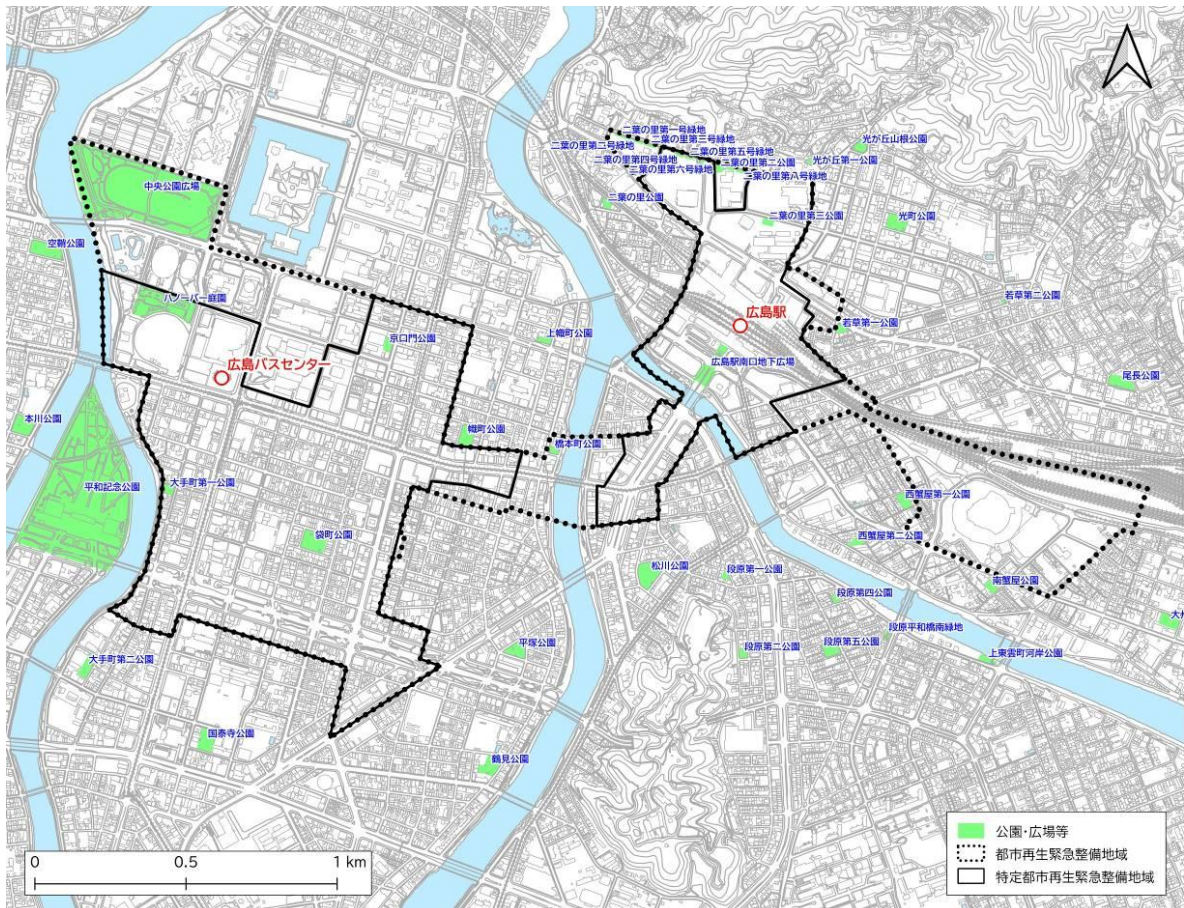 二葉の里第一号緑地
二葉の里第二号緑地
二葉の里第三号緑地
二葉の里第五号緑地
二葉の里第四号緑地
二葉の里第二公園
二葉の里第六号緑地
二葉の里第八号緑地
光が丘山根公園
光が丘第一公園
中央公園広場
二葉の里公園
二葉の里第三公園
光町公園
空鞘公園
ハノーバー庭園
若草第二公園
広島駅
若草第一公園
京口門公園
上幟町公園
広島駅南口地下広場
広島バスセンター
尾長公園
本川公園
幟町公園
橋本町公園
平和記念公園
大手町第一公園
西蟹屋第一公園
袋町公園
西蟹屋第二公園
松川公園
段原第一公園
南蟹屋公園
段原第四公園
大州
段原平和橋南緑地
平塚公園
段原第二公園
段原第五公園
上東雲町河岸公園
大手町第二公園
国泰寺公園
鶴見公園
公園・広場等
都市再生緊急整備地域
特定都市再生緊急整備地域
0 0.5 1 km